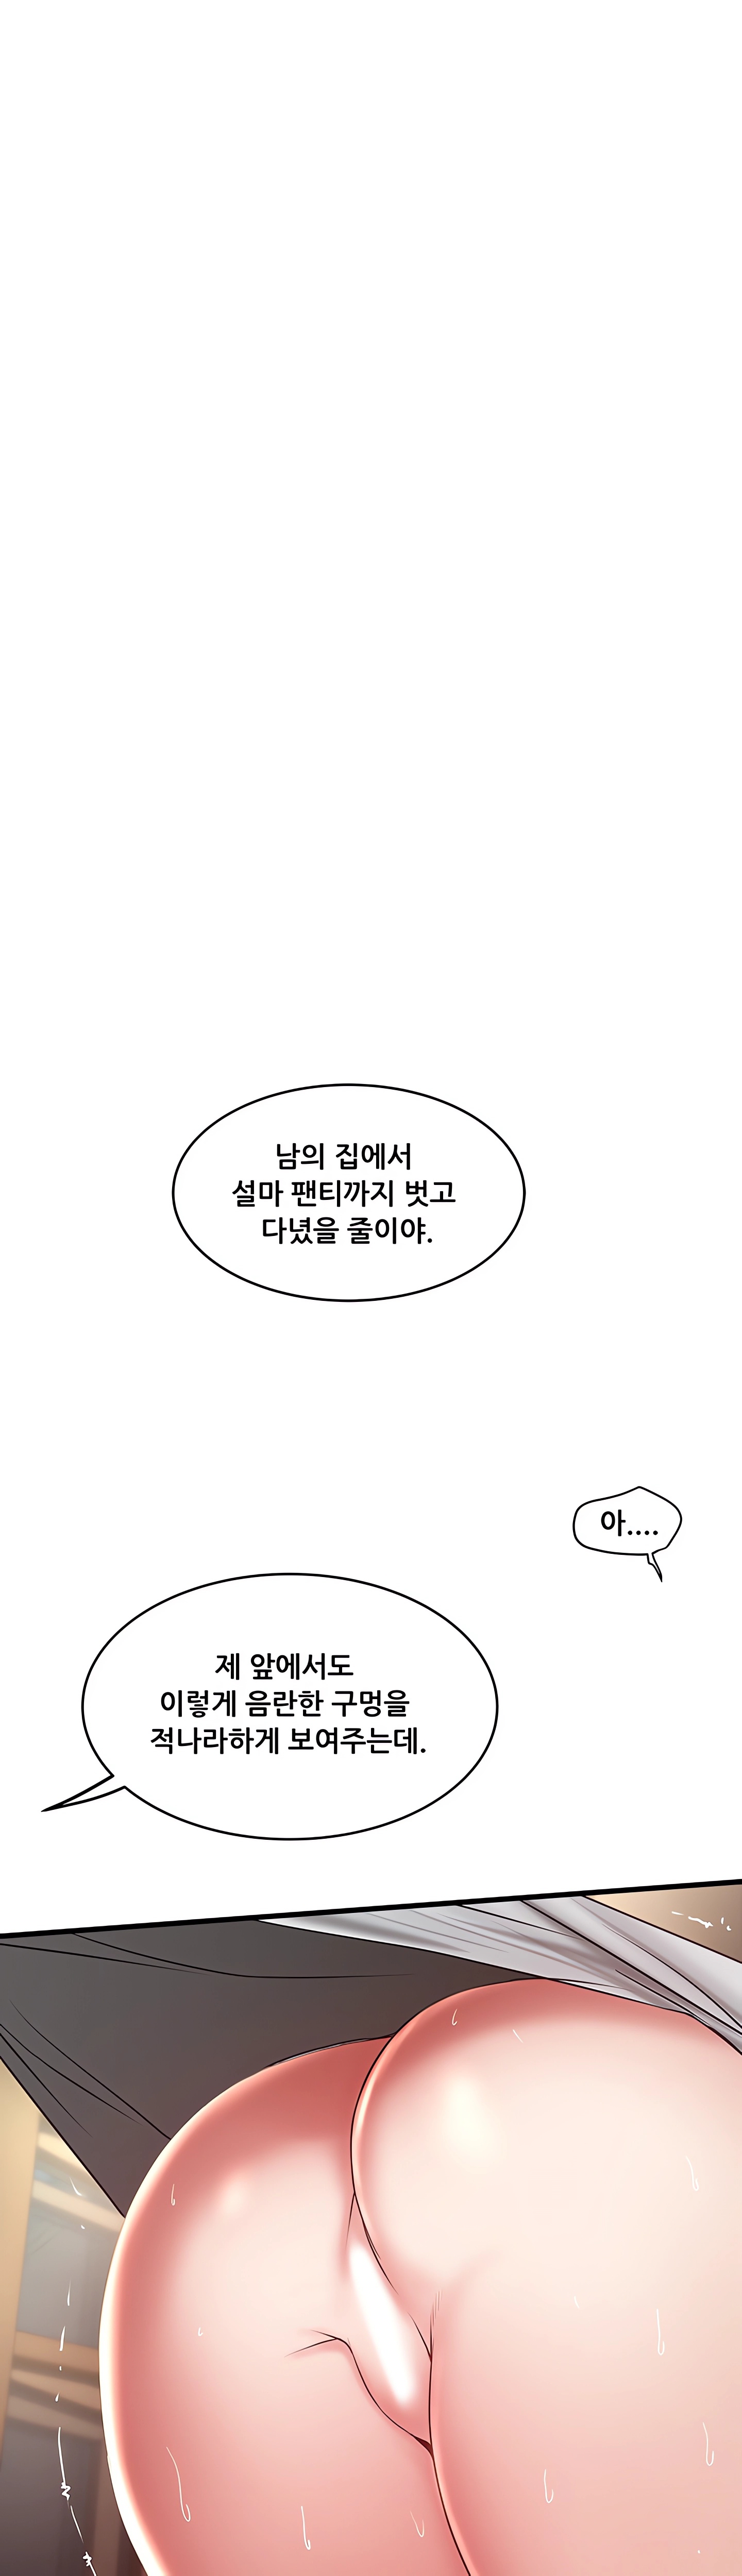 남의 집에서
설마 팬티까지 벗고
다녔을 줄이야.
아....
제 앞에서도
이렇게 음란한 구멍을
적나라하게 보여주는데.